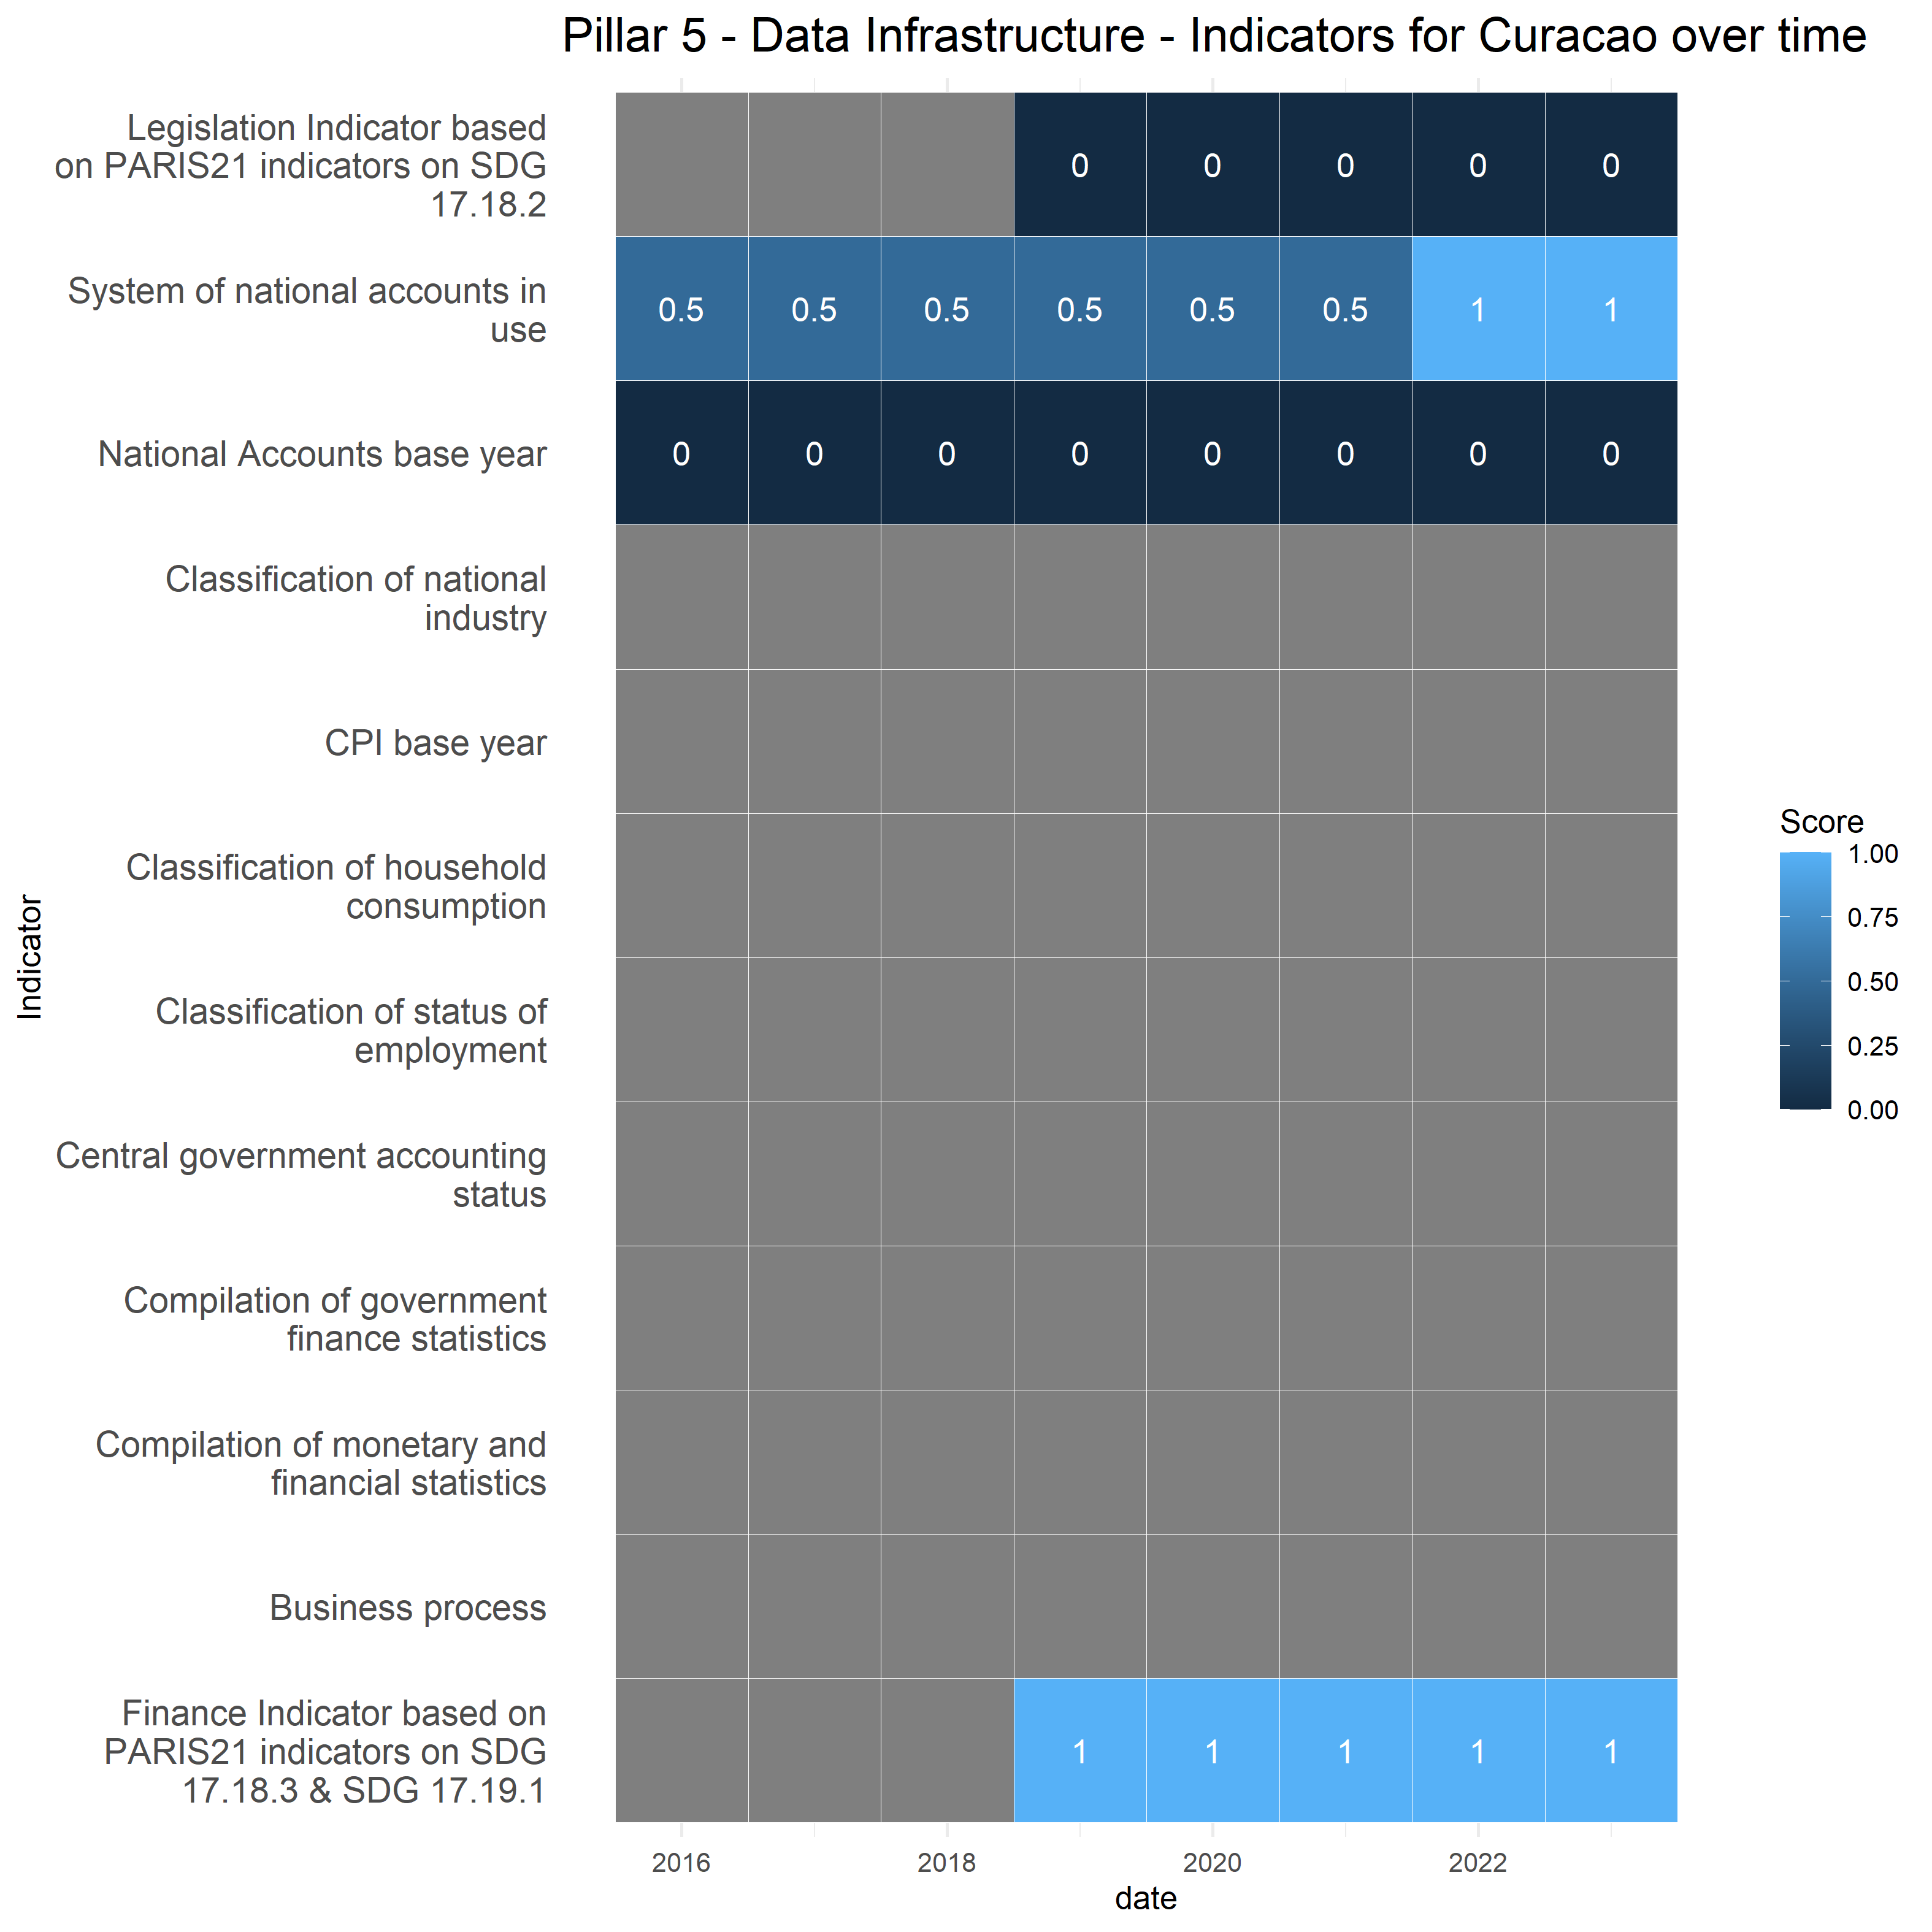 Pillar 5 - Data Infrastructure - Indicators for Curacao over time
Legislation Indicator based
on PARIS21 indicators on SDG
17.18.2
0 0 0 0 0
System of national accounts in
use
0.5 0.5 0.5 0.5 0.5 0.5 1 1
National Accounts base year
0 0 0 0 0 0 0 0
Classification of national
industry
CPI base year
Classification of household
consumption
Classification of status of
employment
Central government accounting
status
Compilation of government
finance statistics
Compilation of monetary and
financial statistics
Business process
Finance Indicator based on
PARIS21 indicators on SDG
17.18.3 & SDG 17.19.1
1 1 1 1 1
Indicator
2016 2018 2020 2022
date
Score
1.00
0.75
0.50
0.25
0.00